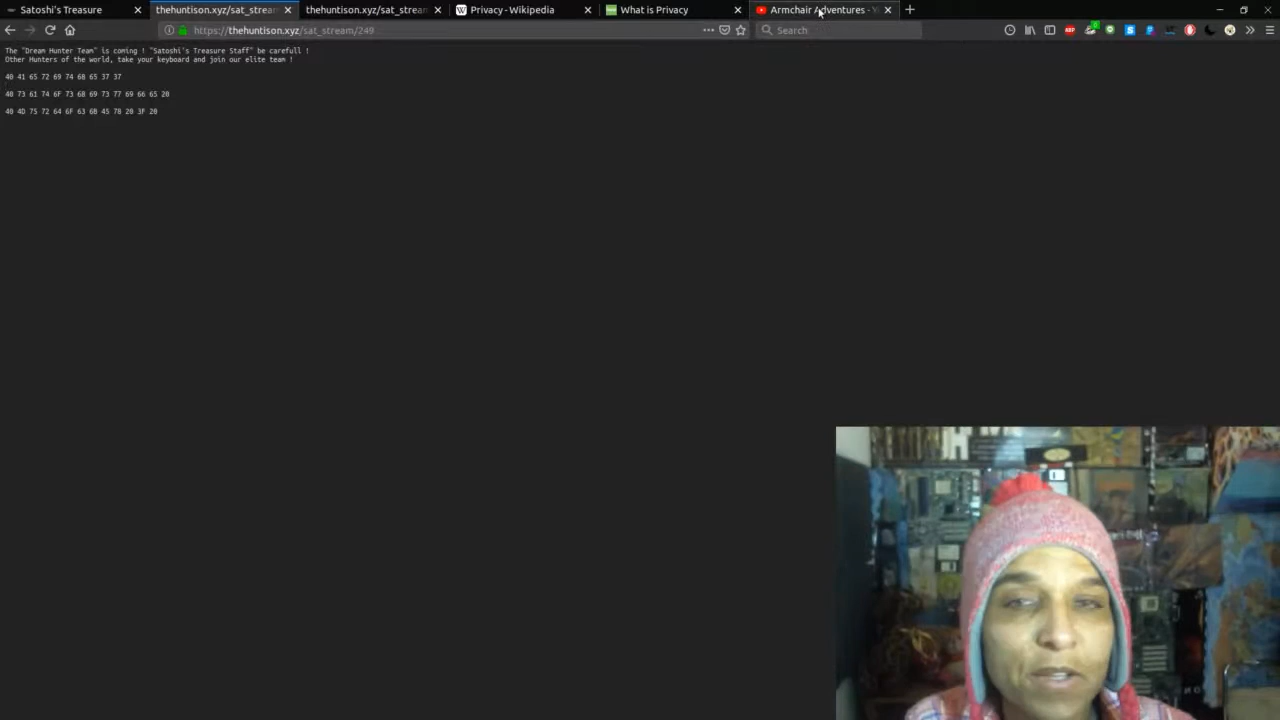 Satoshi's Treasure
thehuntison.xyz/sat_strea
thehuntison.xyz/sat_stream
Privacy - Wikipedia
What is Privacy
Armchair Adventures - Y
https://thehuntison.xyz/sat_stream/249
Search
The "Dream Hunter Team" is coming ! "Satoshi's Treasure Staff" be carefull !
Other Hunters of the world, take your keyboard and join our elite team !
40 41 65 72 69 74 68 65 37 37
40 73 61 74 6F 73 68 69 73 77 69 66 65 20
40 4D 75 72 64 6F 63 6B 45 78 20 3F 20